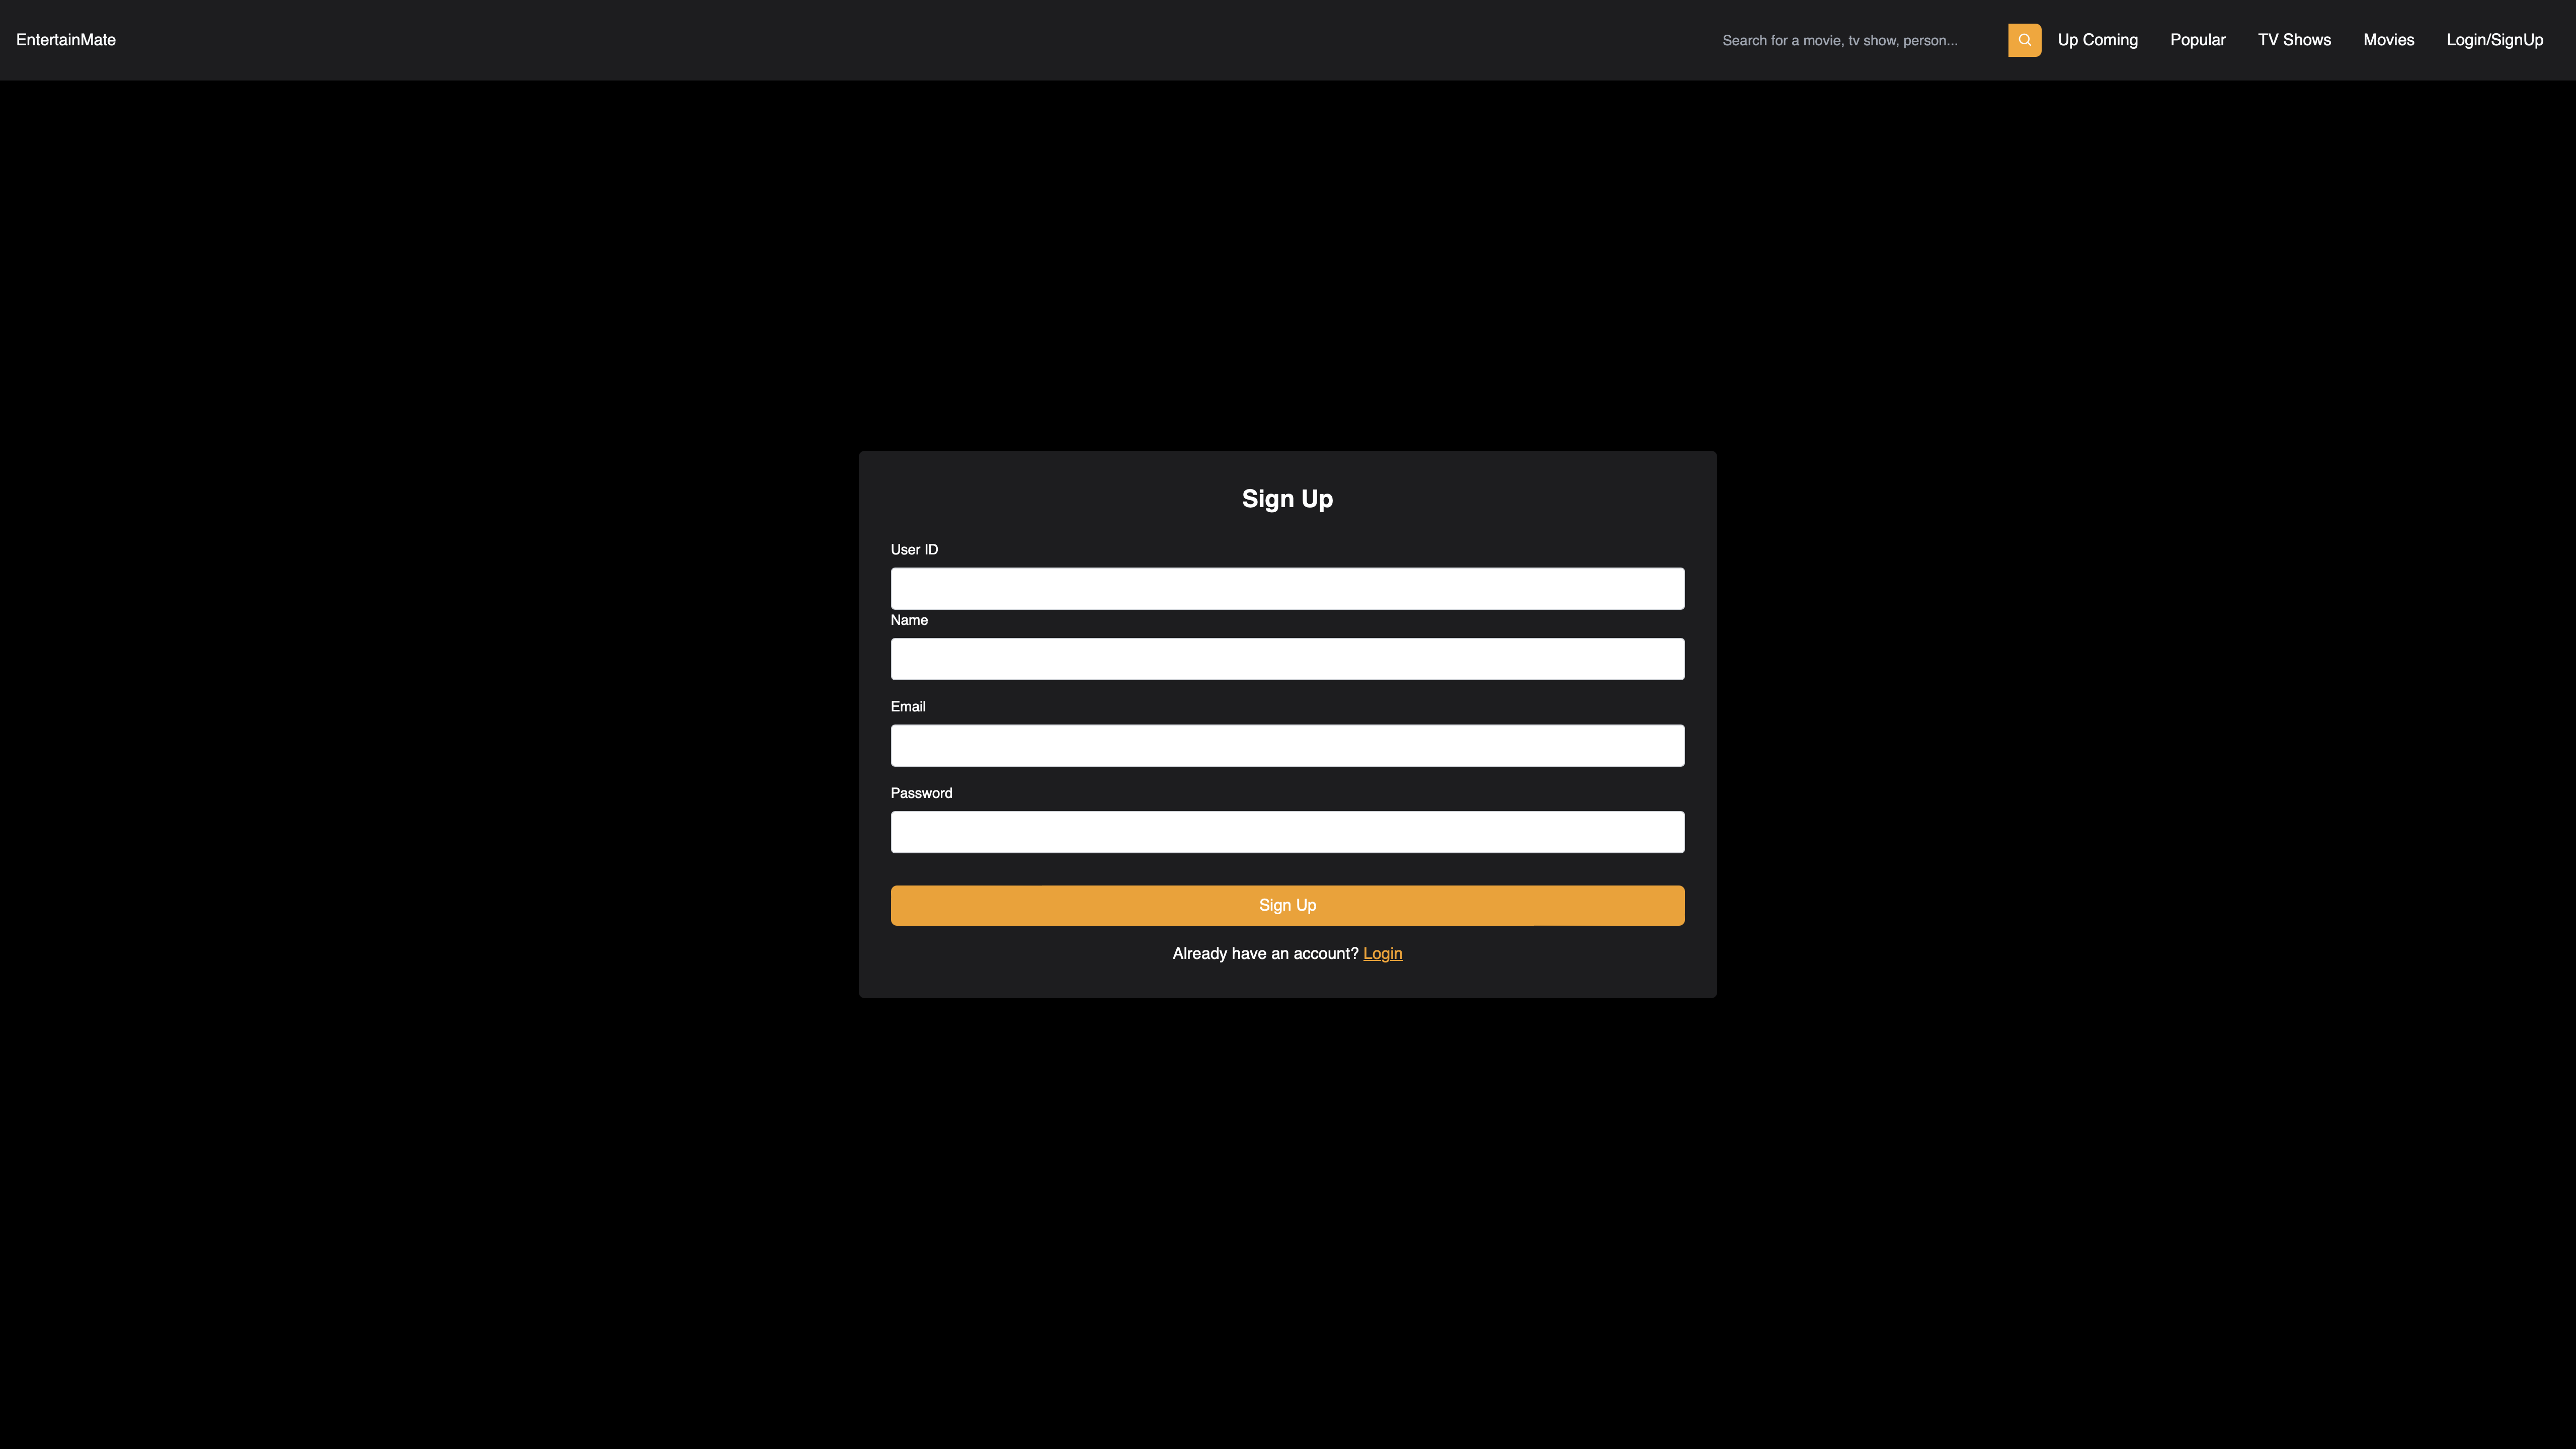 EntertainMate
Search for a movie, tv show, person...
Up Coming
Popular
TV Shows
Movies
Login/SignUp
Sign Up
User ID
Name
Email
Password
Sign Up
Already have an account? Login